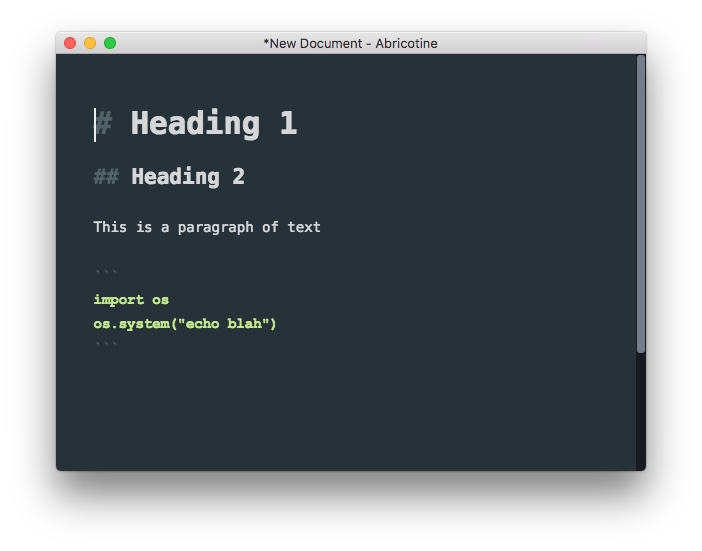 *New Document - Abricotine
# Heading 1
## Heading 2
This is a paragraph of text
```
import os
os.system("echo blah")
```